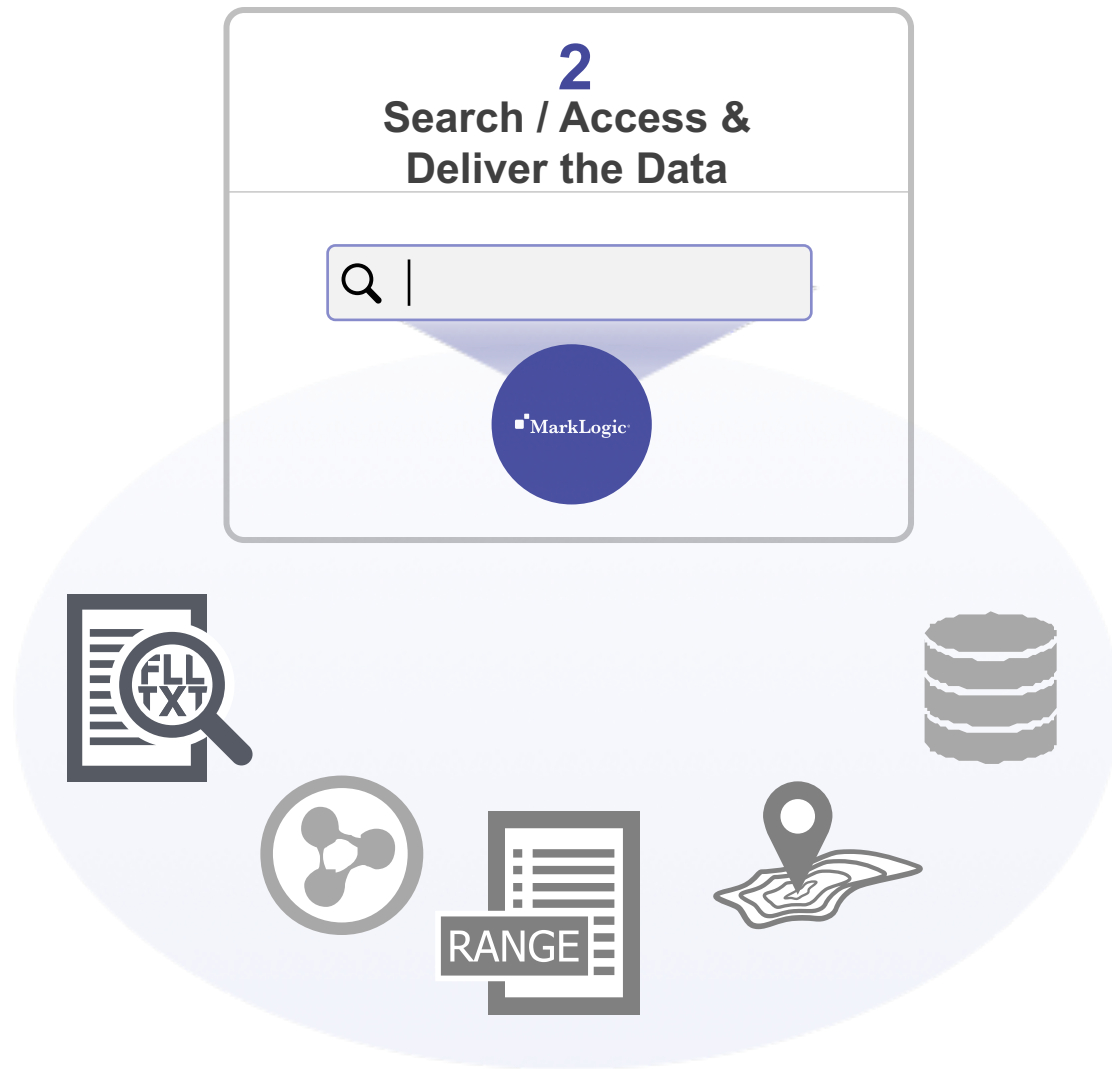 2
Search / Access &
Deliver the Data
MarkLogic
FLL
TXT
RANGE